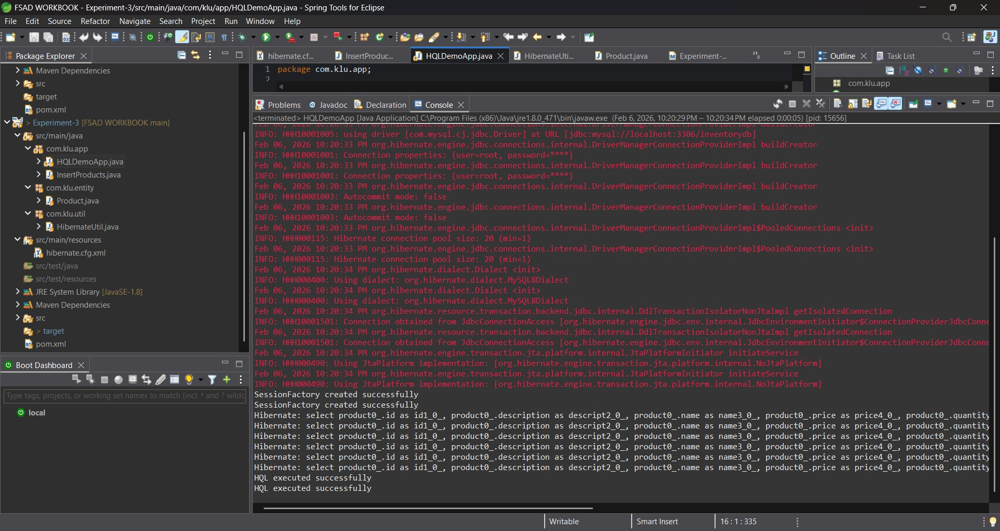 FSAD WORKBOOK - Experiment-3/src/main/java/com/klu/app/HQLDemoApp.java - Spring Tools for Eclipse
File Edit Source Refactor Navigate Search Project Run Window Help
Package Explorer
Maven Dependencies
src
target
pom.xml
> Experiment-3 [FSAD WORKBOOK main]
src/main/java
com.klu.app
HQLDemoApp.java
InsertProducts.java
com.klu.entity
Product.java
com.klu.util
HibernateUtil.java
src/main/resources
hibernate.cfg.xml
src/test/java
src/test/resources
JRE System Library [JavaSE-1.8]
Maven Dependencies
src
> target
pom.xml
Boot Dashboard
Type tags, projects, or working set names to match (incl. * and ? wildc
local
hibernate.cf... InsertProduc... HQLDemoApp.java HibernateUti... Product.java Experiment-... »6
1 package com.klu.app;
2
Outline Task List
com.klu.app
Problems @ Javadoc Declaration Console
<terminated> HQLDemoApp [Java Application] C:\Program Files (x86)\Java\jre1.8.0_471\bin\javaw.exe (Feb 6, 2026, 10:20:29 PM – 10:20:34 PM elapsed 0:00:05) [pid: 15656]
Feb 06, 2026 10:20:33 PM org.hibernate.engine.jdbc.connections.internal.DriverManagerConnectionProviderImpl buildCreator
INFO: HHH10001005: using driver [com.mysql.cj.jdbc.Driver] at URL [jdbc:mysql://localhost:3306/inventorydb]
Feb 06, 2026 10:20:33 PM org.hibernate.engine.jdbc.connections.internal.DriverManagerConnectionProviderImpl buildCreator
INFO: HHH10001001: Connection properties: {user=root, password=****}
Feb 06, 2026 10:20:33 PM org.hibernate.engine.jdbc.connections.internal.DriverManagerConnectionProviderImpl buildCreator
INFO: HHH10001001: Connection properties: {user=root, password=****}
Feb 06, 2026 10:20:33 PM org.hibernate.engine.jdbc.connections.internal.DriverManagerConnectionProviderImpl buildCreator
INFO: HHH10001003: Autocommit mode: false
Feb 06, 2026 10:20:33 PM org.hibernate.engine.jdbc.connections.internal.DriverManagerConnectionProviderImpl buildCreator
INFO: HHH10001003: Autocommit mode: false
Feb 06, 2026 10:20:33 PM org.hibernate.engine.jdbc.connections.internal.DriverManagerConnectionProviderImpl$PooledConnections <init>
INFO: HHH000115: Hibernate connection pool size: 20 (min=1)
Feb 06, 2026 10:20:33 PM org.hibernate.engine.jdbc.connections.internal.DriverManagerConnectionProviderImpl$PooledConnections <init>
INFO: HHH000115: Hibernate connection pool size: 20 (min=1)
Feb 06, 2026 10:20:34 PM org.hibernate.dialect.Dialect <init>
INFO: HHH000400: Using dialect: org.hibernate.dialect.MySQL8Dialect
Feb 06, 2026 10:20:34 PM org.hibernate.dialect.Dialect <init>
INFO: HHH000400: Using dialect: org.hibernate.dialect.MySQL8Dialect
Feb 06, 2026 10:20:34 PM org.hibernate.resource.transaction.backend.jdbc.internal.DdlTransactionIsolatorNonJtaImpl getIsolatedConnection
INFO: HHH10001501: Connection obtained from JdbcConnectionAccess [org.hibernate.engine.jdbc.env.internal.JdbcEnvironmentInitiator$ConnectionProviderJdbcConne
Feb 06, 2026 10:20:34 PM org.hibernate.resource.transaction.backend.jdbc.internal.DdlTransactionIsolatorNonJtaImpl getIsolatedConnection
INFO: HHH10001501: Connection obtained from JdbcConnectionAccess [org.hibernate.engine.jdbc.env.internal.JdbcEnvironmentInitiator$ConnectionProviderJdbcConne
Feb 06, 2026 10:20:34 PM org.hibernate.engine.transaction.jta.platform.internal.JtaPlatformInitiator initiateService
INFO: HHH000490: Using JtaPlatform implementation: [org.hibernate.engine.transaction.jta.platform.internal.NoJtaPlatform]
Feb 06, 2026 10:20:34 PM org.hibernate.engine.transaction.jta.platform.internal.JtaPlatformInitiator initiateService
INFO: HHH000490: Using JtaPlatform implementation: [org.hibernate.engine.transaction.jta.platform.internal.NoJtaPlatform]
SessionFactory created successfully
SessionFactory created successfully
Hibernate: select product0_.id as id1_0_, product0_.description as descript2_0_, product0_.name as name3_0_, product0_.price as price4_0_, product0_.quantity
Hibernate: select product0_.id as id1_0_, product0_.description as descript2_0_, product0_.name as name3_0_, product0_.price as price4_0_, product0_.quantity
Hibernate: select product0_.id as id1_0_, product0_.description as descript2_0_, product0_.name as name3_0_, product0_.price as price4_0_, product0_.quantity
Hibernate: select product0_.id as id1_0_, product0_.description as descript2_0_, product0_.name as name3_0_, product0_.price as price4_0_, product0_.quantity
Hibernate: select product0_.id as id1_0_, product0_.description as descript2_0_, product0_.name as name3_0_, product0_.price as price4_0_, product0_.quantity
Hibernate: select product0_.id as id1_0_, product0_.description as descript2_0_, product0_.name as name3_0_, product0_.price as price4_0_, product0_.quantity
HQL executed successfully
HQL executed successfully
Writable Smart Insert 16 : 1 : 335